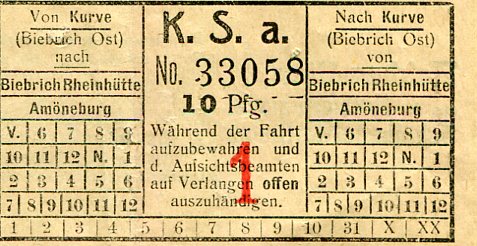 Von Kurve
(Biebrich Ost)
nach
Biebrich Rheinhütte
Amöneburg
V. 6 7 8 9
10 11 12 N. 1
2 3 4 5 6
7 8 9 10 11 12
K. S. a.
No. 33058
10 Pfg.
Während der Fahrt
aufzubewahren und
d. Aufsichtsbeamten
auf Verlangen offen
auszuhändigen.
1
Nach Kurve
(Biebrich Ost)
von
Biebrich Rheinhütte
Amöneburg
V. 6 7 8 9
10 11 12 N. 1
2 3 4 5 6
7 8 9 10 11 12
1 2 3 4 5 6 7 8 9 10 31 X XX